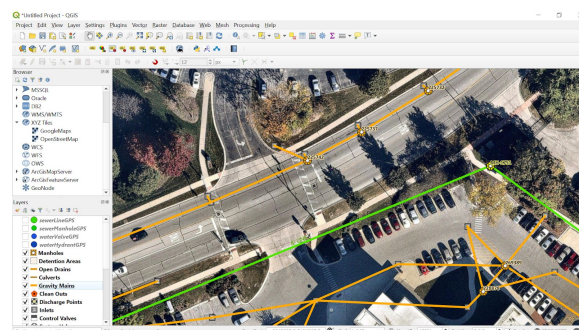 *Untitled Project - QGIS
Project Edit View Layer Settings Plugins Vector Raster Database Web Mesh Processing Help
12
px
Browser
MSSQL
Oracle
DB2
WMS/WMTS
XYZ Tiles
GoogleMaps
OpenStreetMap
WCS
WFS
OWS
ArcGisMapServer
ArcGisFeatureServer
GeoNode
Layers
sewerLineGPS
sewerManholeGPS
waterValveGPS
waterHydrantGPS
Manholes
Detention Areas
Open Drains
Culverts
Gravity Mains
Clean Outs
Discharge Points
Inlets
Control Valves